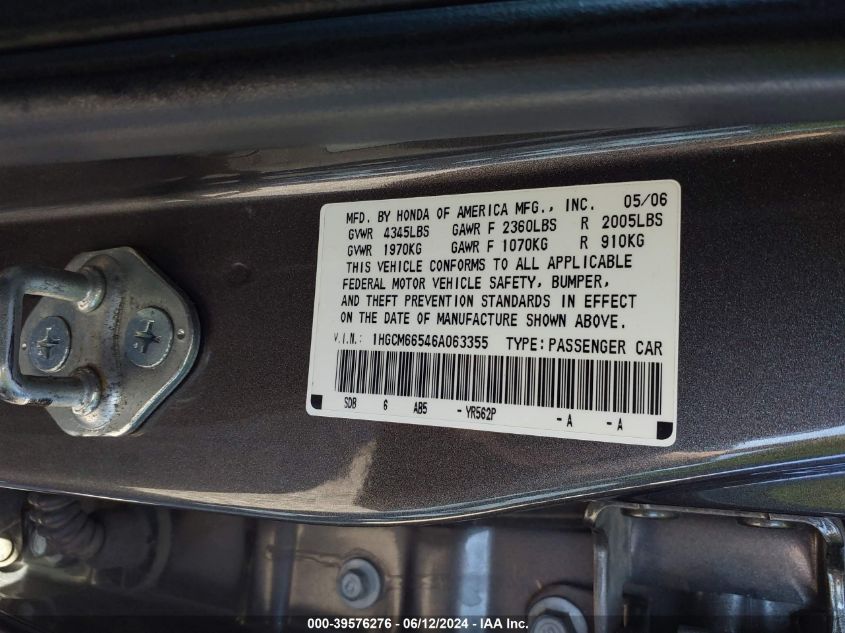 MFD. BY HONDA OF AMERICA MFG., INC. 05/06
GVWR 4345LBS GAWR F 2360LBS R 2005LBS
GVWR 1970KG GAWR F 1070KG R 910KG
THIS VEHICLE CONFORMS TO ALL APPLICABLE
FEDERAL MOTOR VEHICLE SAFETY, BUMPER,
AND THEFT PREVENTION STANDARDS IN EFFECT
ON THE DATE OF MANUFACTURE SHOWN ABOVE.
V.I.N.: 1HGCM66546A063355 TYPE: PASSENGER CAR
SDB 6 AB5 - YR562P - A - A
000-39576276 - 06/12/2024 - IAA Inc.